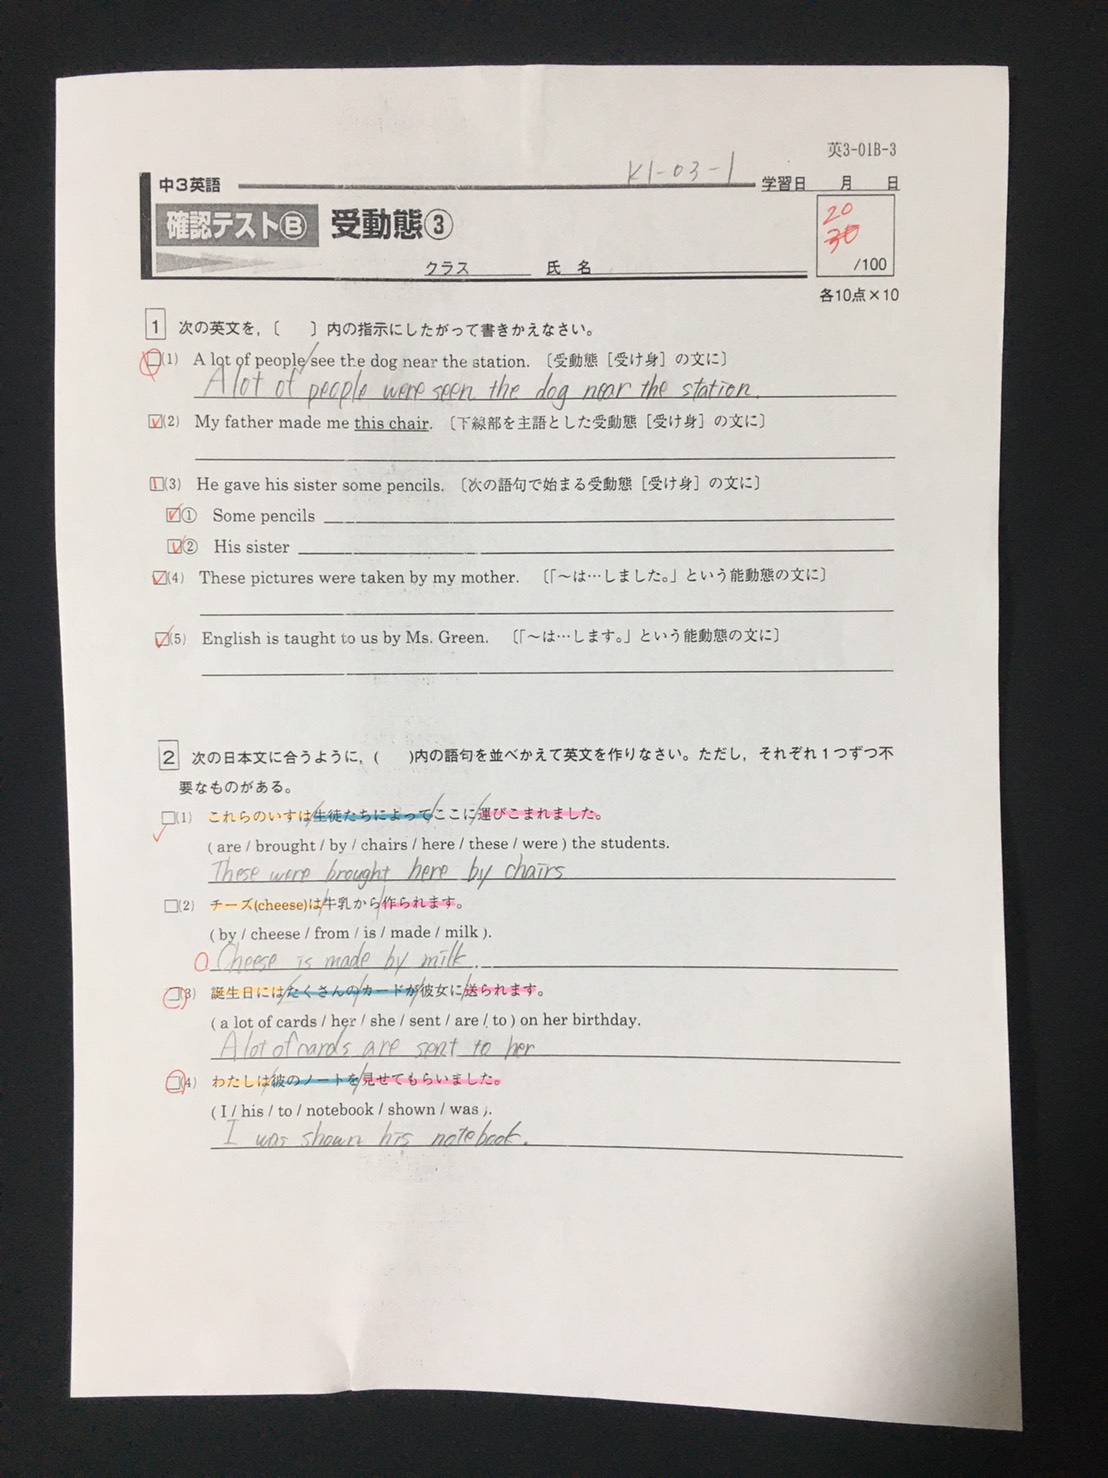 英3-01B-3
K1-03-1
中3英語 学習日 月 日
確認テストⒷ 受動態③
20
30
/100
クラス 氏名
各10点×10
1 次の英文を,〔 〕内の指示にしたがって書きかえなさい。
(1) A lot of people/see the dog near the station. 〔受動態［受け身］の文に〕
A lot of people were seen the dog near the station.
(2) My father made me this chair. 〔下線部を主語とした受動態［受け身］の文に〕
(3) He gave his sister some pencils. 〔次の語句で始まる受動態［受け身］の文に〕
① Some pencils
② His sister
(4) These pictures were taken by my mother. 〔「～は…しました。」という能動態の文に〕
(5) English is taught to us by Ms. Green. 〔「～は…します。」という能動態の文に〕
2 次の日本文に合うように,( )内の語句を並べかえて英文を作りなさい。ただし,それぞれ1つずつ不
要なものがある。
(1) これらのいすは/生徒たちによって/ここに/運びこまれました。
( are / brought / by / chairs / here / these / were ) the students.
These were brought here by chairs
(2) チーズ(cheese)は/牛乳から/作られます。
( by / cheese / from / is / made / milk ).
Cheese is made by milk.
(3) 誕生日には/たくさんの/カードが/彼女に/送られます。
( a lot of cards / her / she / sent / are / to ) on her birthday.
A lot of cards are sent to her
(4) わたしは/彼のノートを/見せてもらいました。
( I / his / to / notebook / shown / was ).
I was shown his notebook.